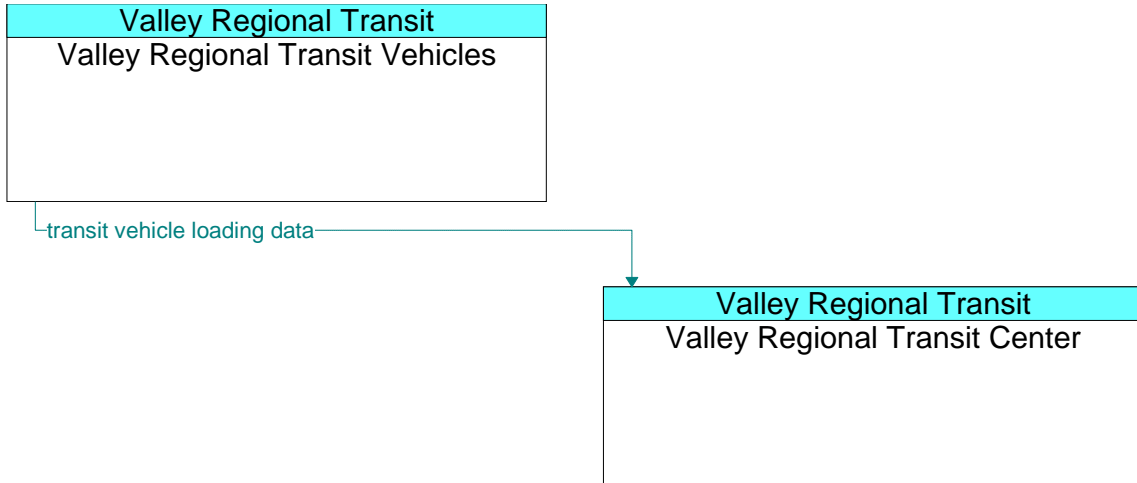 Valley Regional Transit
Valley Regional Transit Vehicles
transit vehicle loading data
Valley Regional Transit
Valley Regional Transit Center